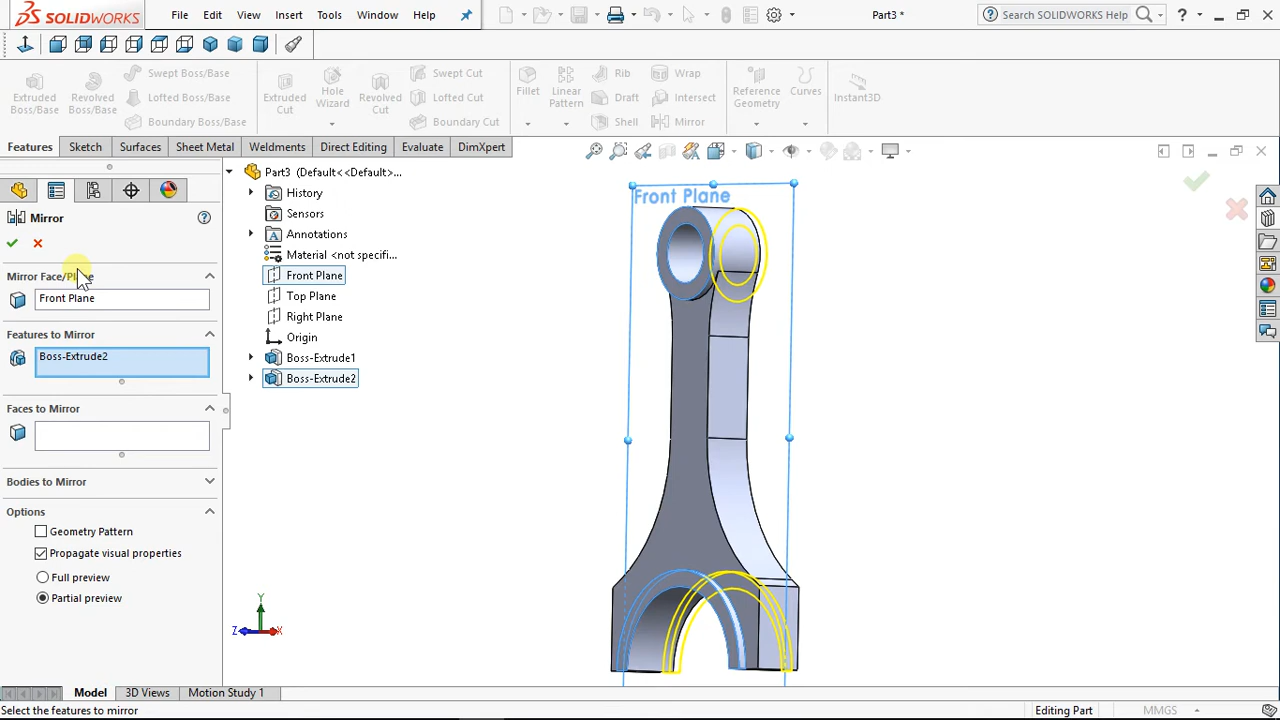 SOLIDWORKS File Edit View Insert Tools Window Help Part3 * Search SOLIDWORKS Help ?
Extruded Boss/Base Revolved Boss/Base Swept Boss/Base Lofted Boss/Base Boundary Boss/Base Extruded Cut Hole Wizard Revolved Cut Swept Cut Lofted Cut Boundary Cut Fillet Linear Pattern Rib Draft Shell Wrap Intersect Mirror Reference Geometry Curves Instant3D
Features Sketch Surfaces Sheet Metal Weldments Direct Editing Evaluate DimXpert
Part3 (Default<<Default>...
History
Sensors
Annotations
Material <not specifi...
Front Plane
Top Plane
Right Plane
Origin
Boss-Extrude1
Boss-Extrude2
Mirror ?
Mirror Face/Plane
Front Plane
Features to Mirror
Boss-Extrude2
Faces to Mirror
Bodies to Mirror
Options
Geometry Pattern
Propagate visual properties
Full preview
Partial preview
Front Plane
Y
Z X
Model 3D Views Motion Study 1
Select the features to mirror Editing Part MMGS